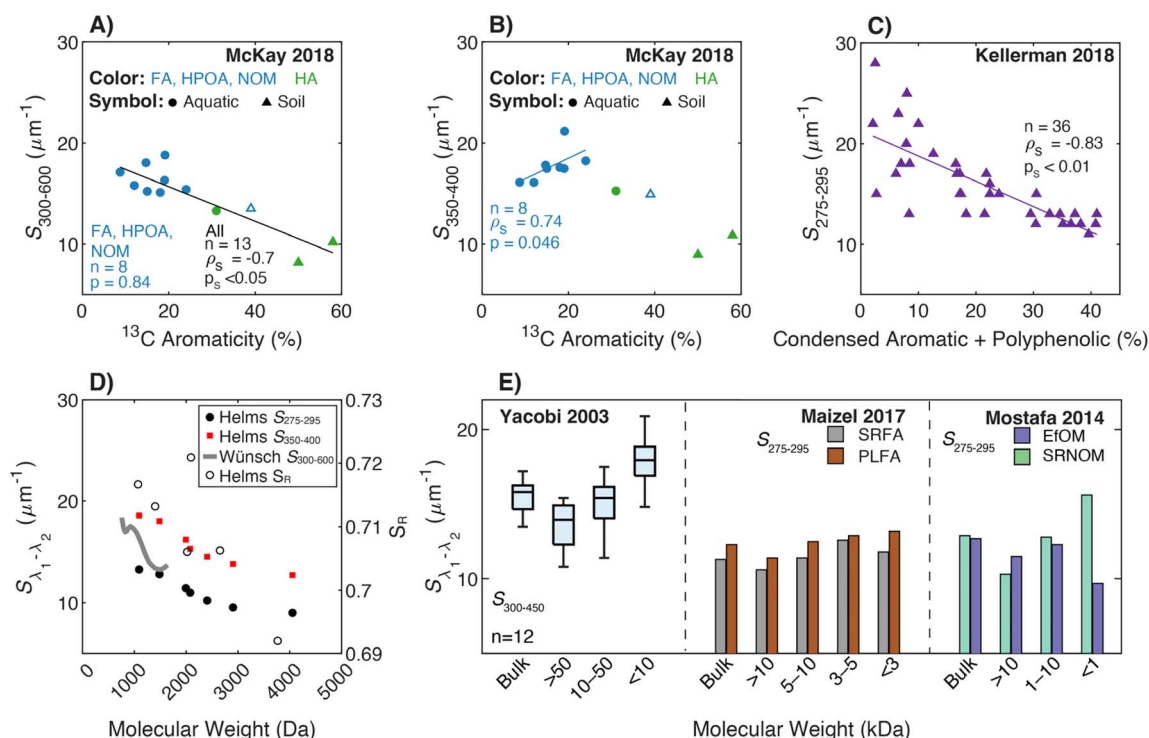 A)
McKay 2018
Color: FA, HPOA, NOM HA
Symbol: ● Aquatic ▲ Soil
S300-600 (μm⁻¹)
30
20
10
FA, HPOA,
NOM
n = 8
p = 0.84
All
n = 13
ρs = -0.7
ps <0.05
0 20 40 60
¹³C Aromaticity (%)
B)
McKay 2018
Color: FA, HPOA, NOM HA
Symbol: ● Aquatic ▲ Soil
S350-400 (μm⁻¹)
30
20
10
n = 8
ρs = 0.74
p = 0.046
0 20 40 60
¹³C Aromaticity (%)
C)
Kellerman 2018
S275-295 (μm⁻¹)
30
20
10
n = 36
ρs = -0.83
ps < 0.01
0 10 20 30 40
Condensed Aromatic + Polyphenolic (%)
D)
Sλ1 - λ2 (μm⁻¹)
30
20
10
Helms S275-295
Helms S350-400
Wünsch S300-600
Helms SR
0.73
0.72
0.71
0.7
0.69
SR
0 1000 2000 3000 4000 5000
Molecular Weight (Da)
E)
Sλ1 - λ2 (μm⁻¹)
20
10
Yacobi 2003
S300-450
n=12
Bulk >50 10–50 <10
Maizel 2017
S275-295
SRFA
PLFA
Bulk >10 5–10 3–5 <3
Mostafa 2014
S275-295
EfOM
SRNOM
Bulk >10 1–10 <1
Molecular Weight (kDa)